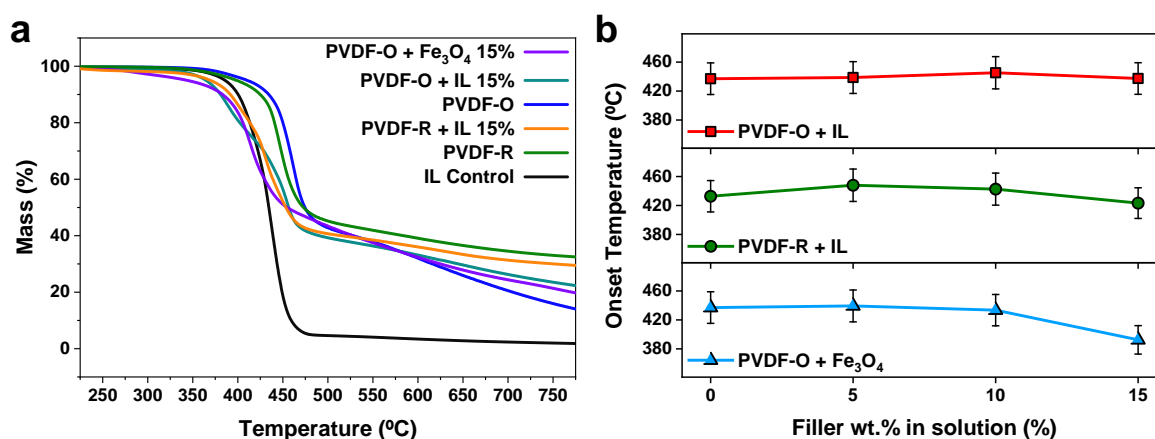 a
PVDF-O + Fe₃O₄ 15%
PVDF-O + IL 15%
PVDF-O
PVDF-R + IL 15%
PVDF-R
IL Control
Mass (%)
100
80
60
40
20
0
250 300 350 400 450 500 550 600 650 700 750
Temperature (ºC)
b
Onset Temperature (ºC)
460
420
380
PVDF-O + IL
460
420
380
PVDF-R + IL
460
420
380
PVDF-O + Fe₃O₄
0 5 10 15
Filler wt.% in solution (%)